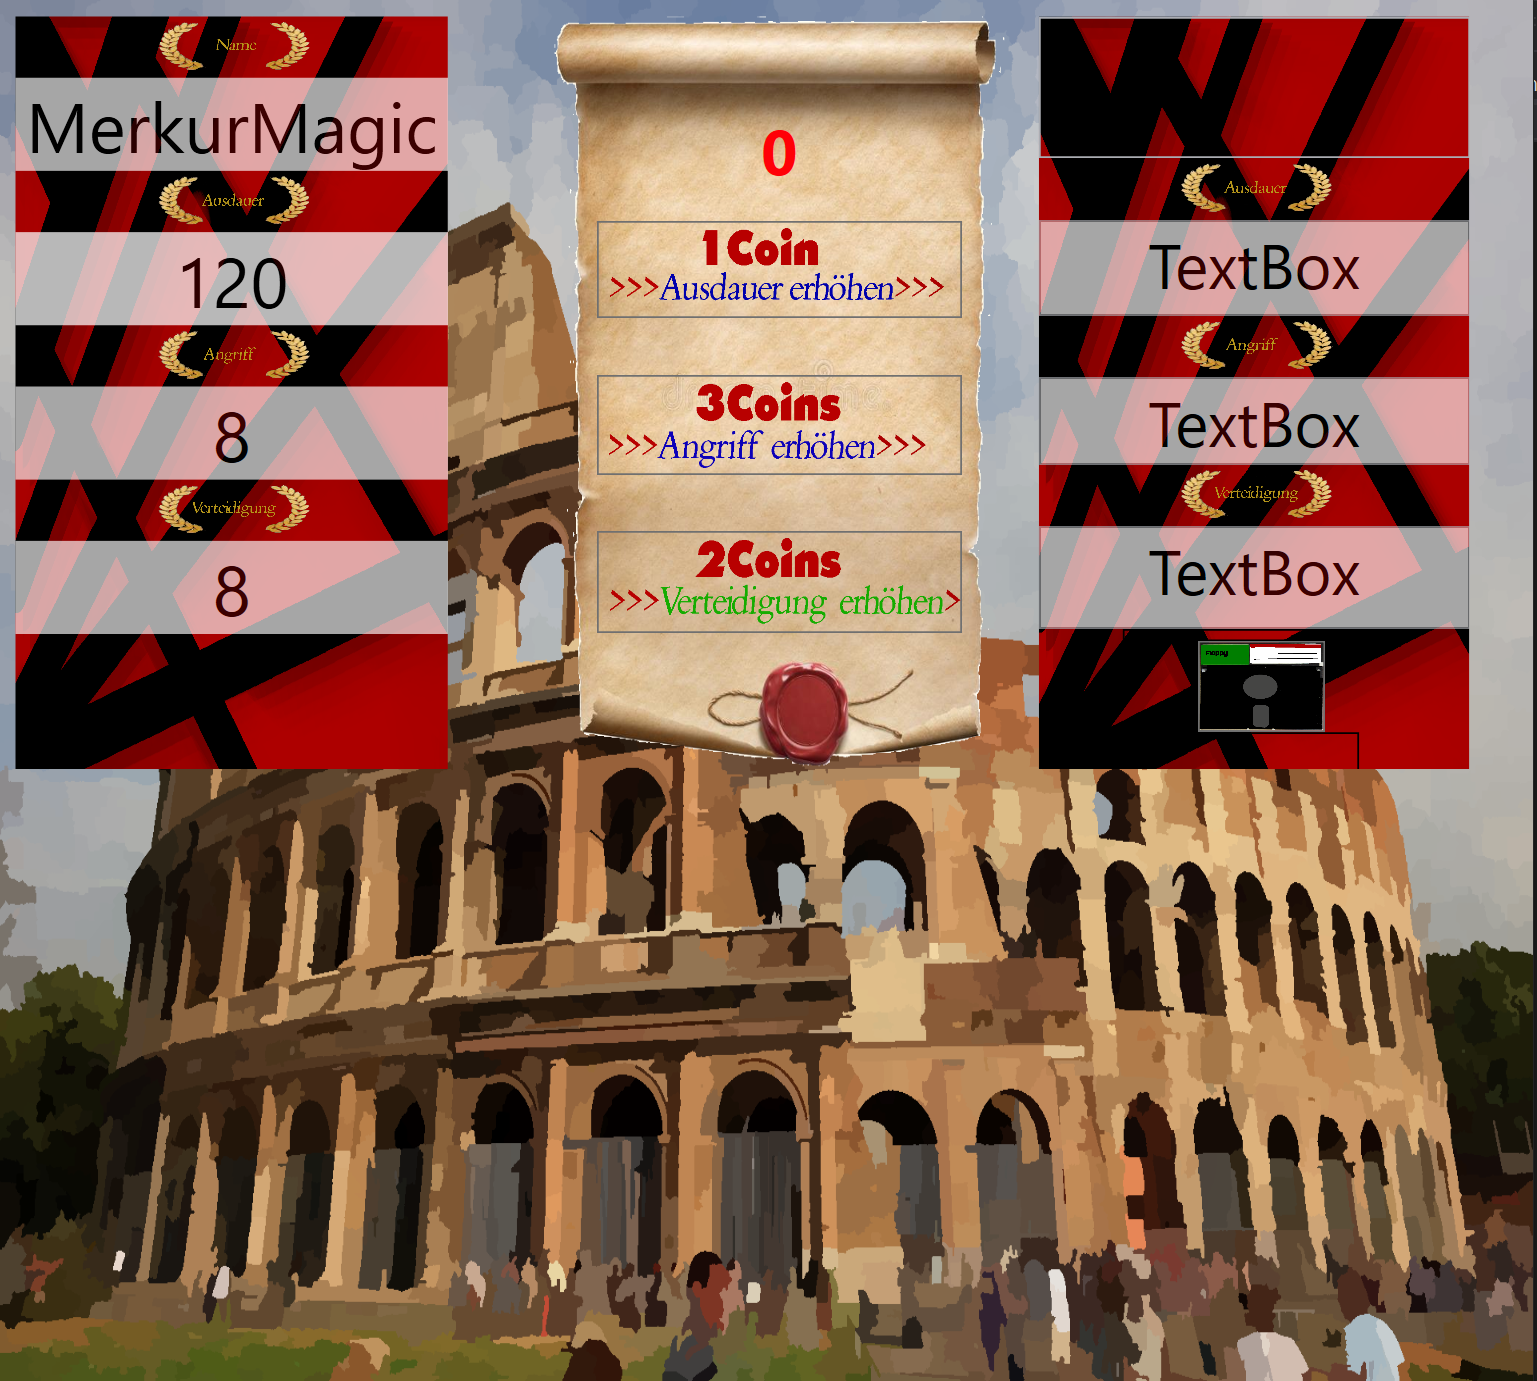 Name
MerkurMagic
Ausdauer
120
Angriff
8
Verteidigung
8
0
1Coin
>>>Ausdauer erhöhen>>>
3Coins
>>>Angriff erhöhen>>>
2Coins
>>>Verteidigung erhöhen>
Ausdauer
TextBox
Angriff
TextBox
Verteidigung
TextBox
Floppy